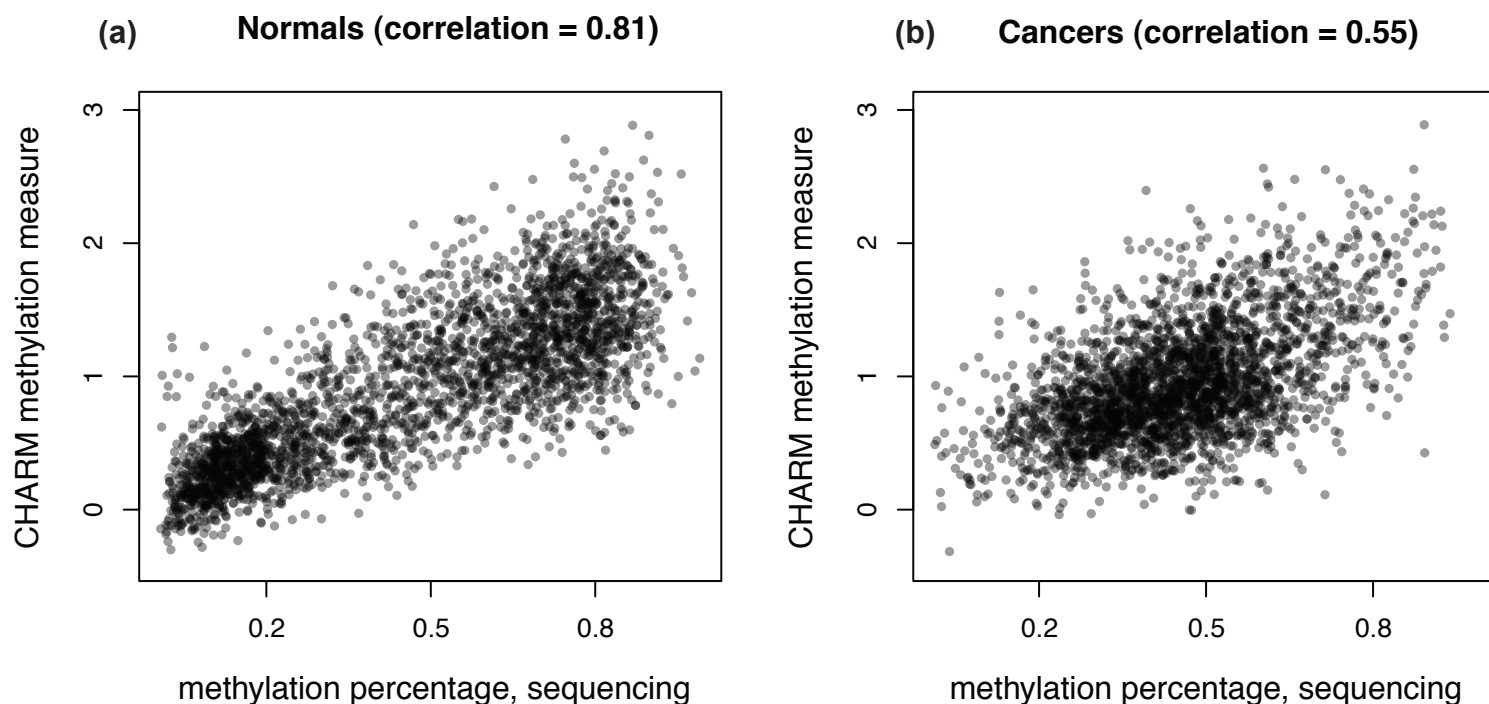 (a) Normals (correlation = 0.81)
CHARM methylation measure
3
2
1
0
0.2 0.5 0.8
methylation percentage, sequencing
(b) Cancers (correlation = 0.55)
CHARM methylation measure
3
2
1
0
0.2 0.5 0.8
methylation percentage, sequencing